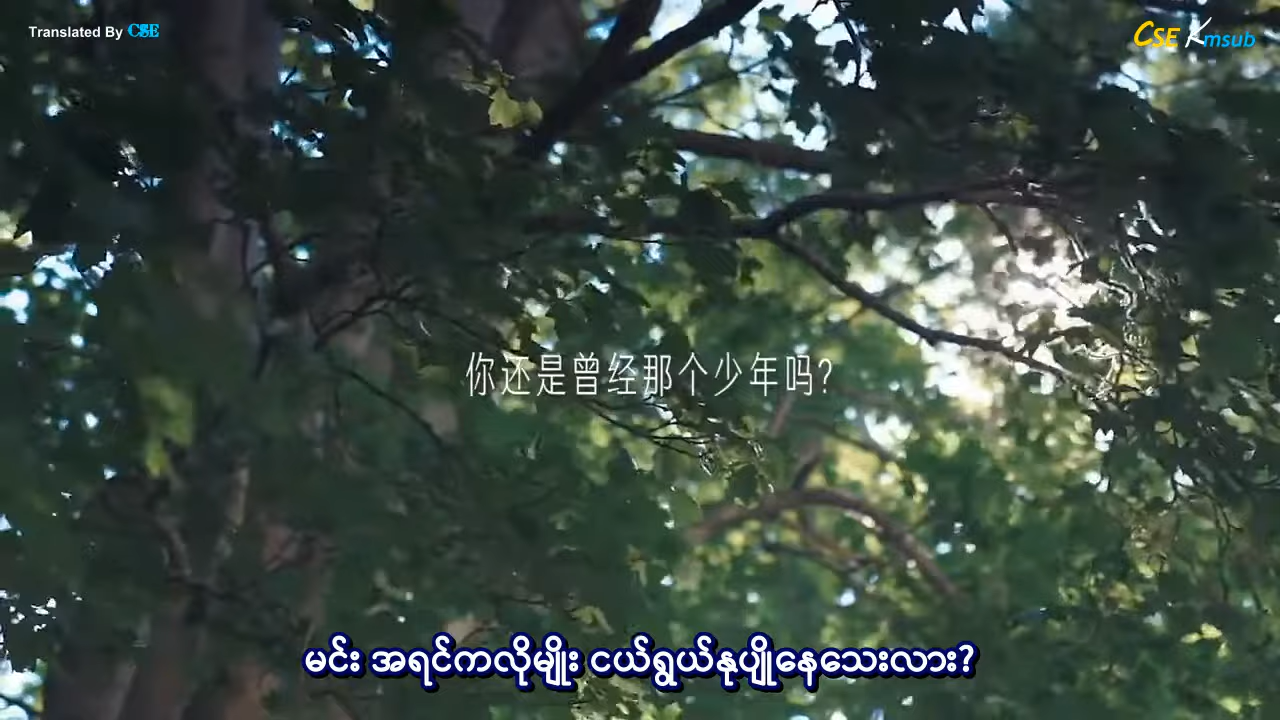 Translated By CSE
CSE Kmsub
你还是曾经那个少年吗?
မင်း အရင်ကလိုမျိုး ငယ်ရွယ်နုပျိုနေသေးလား?